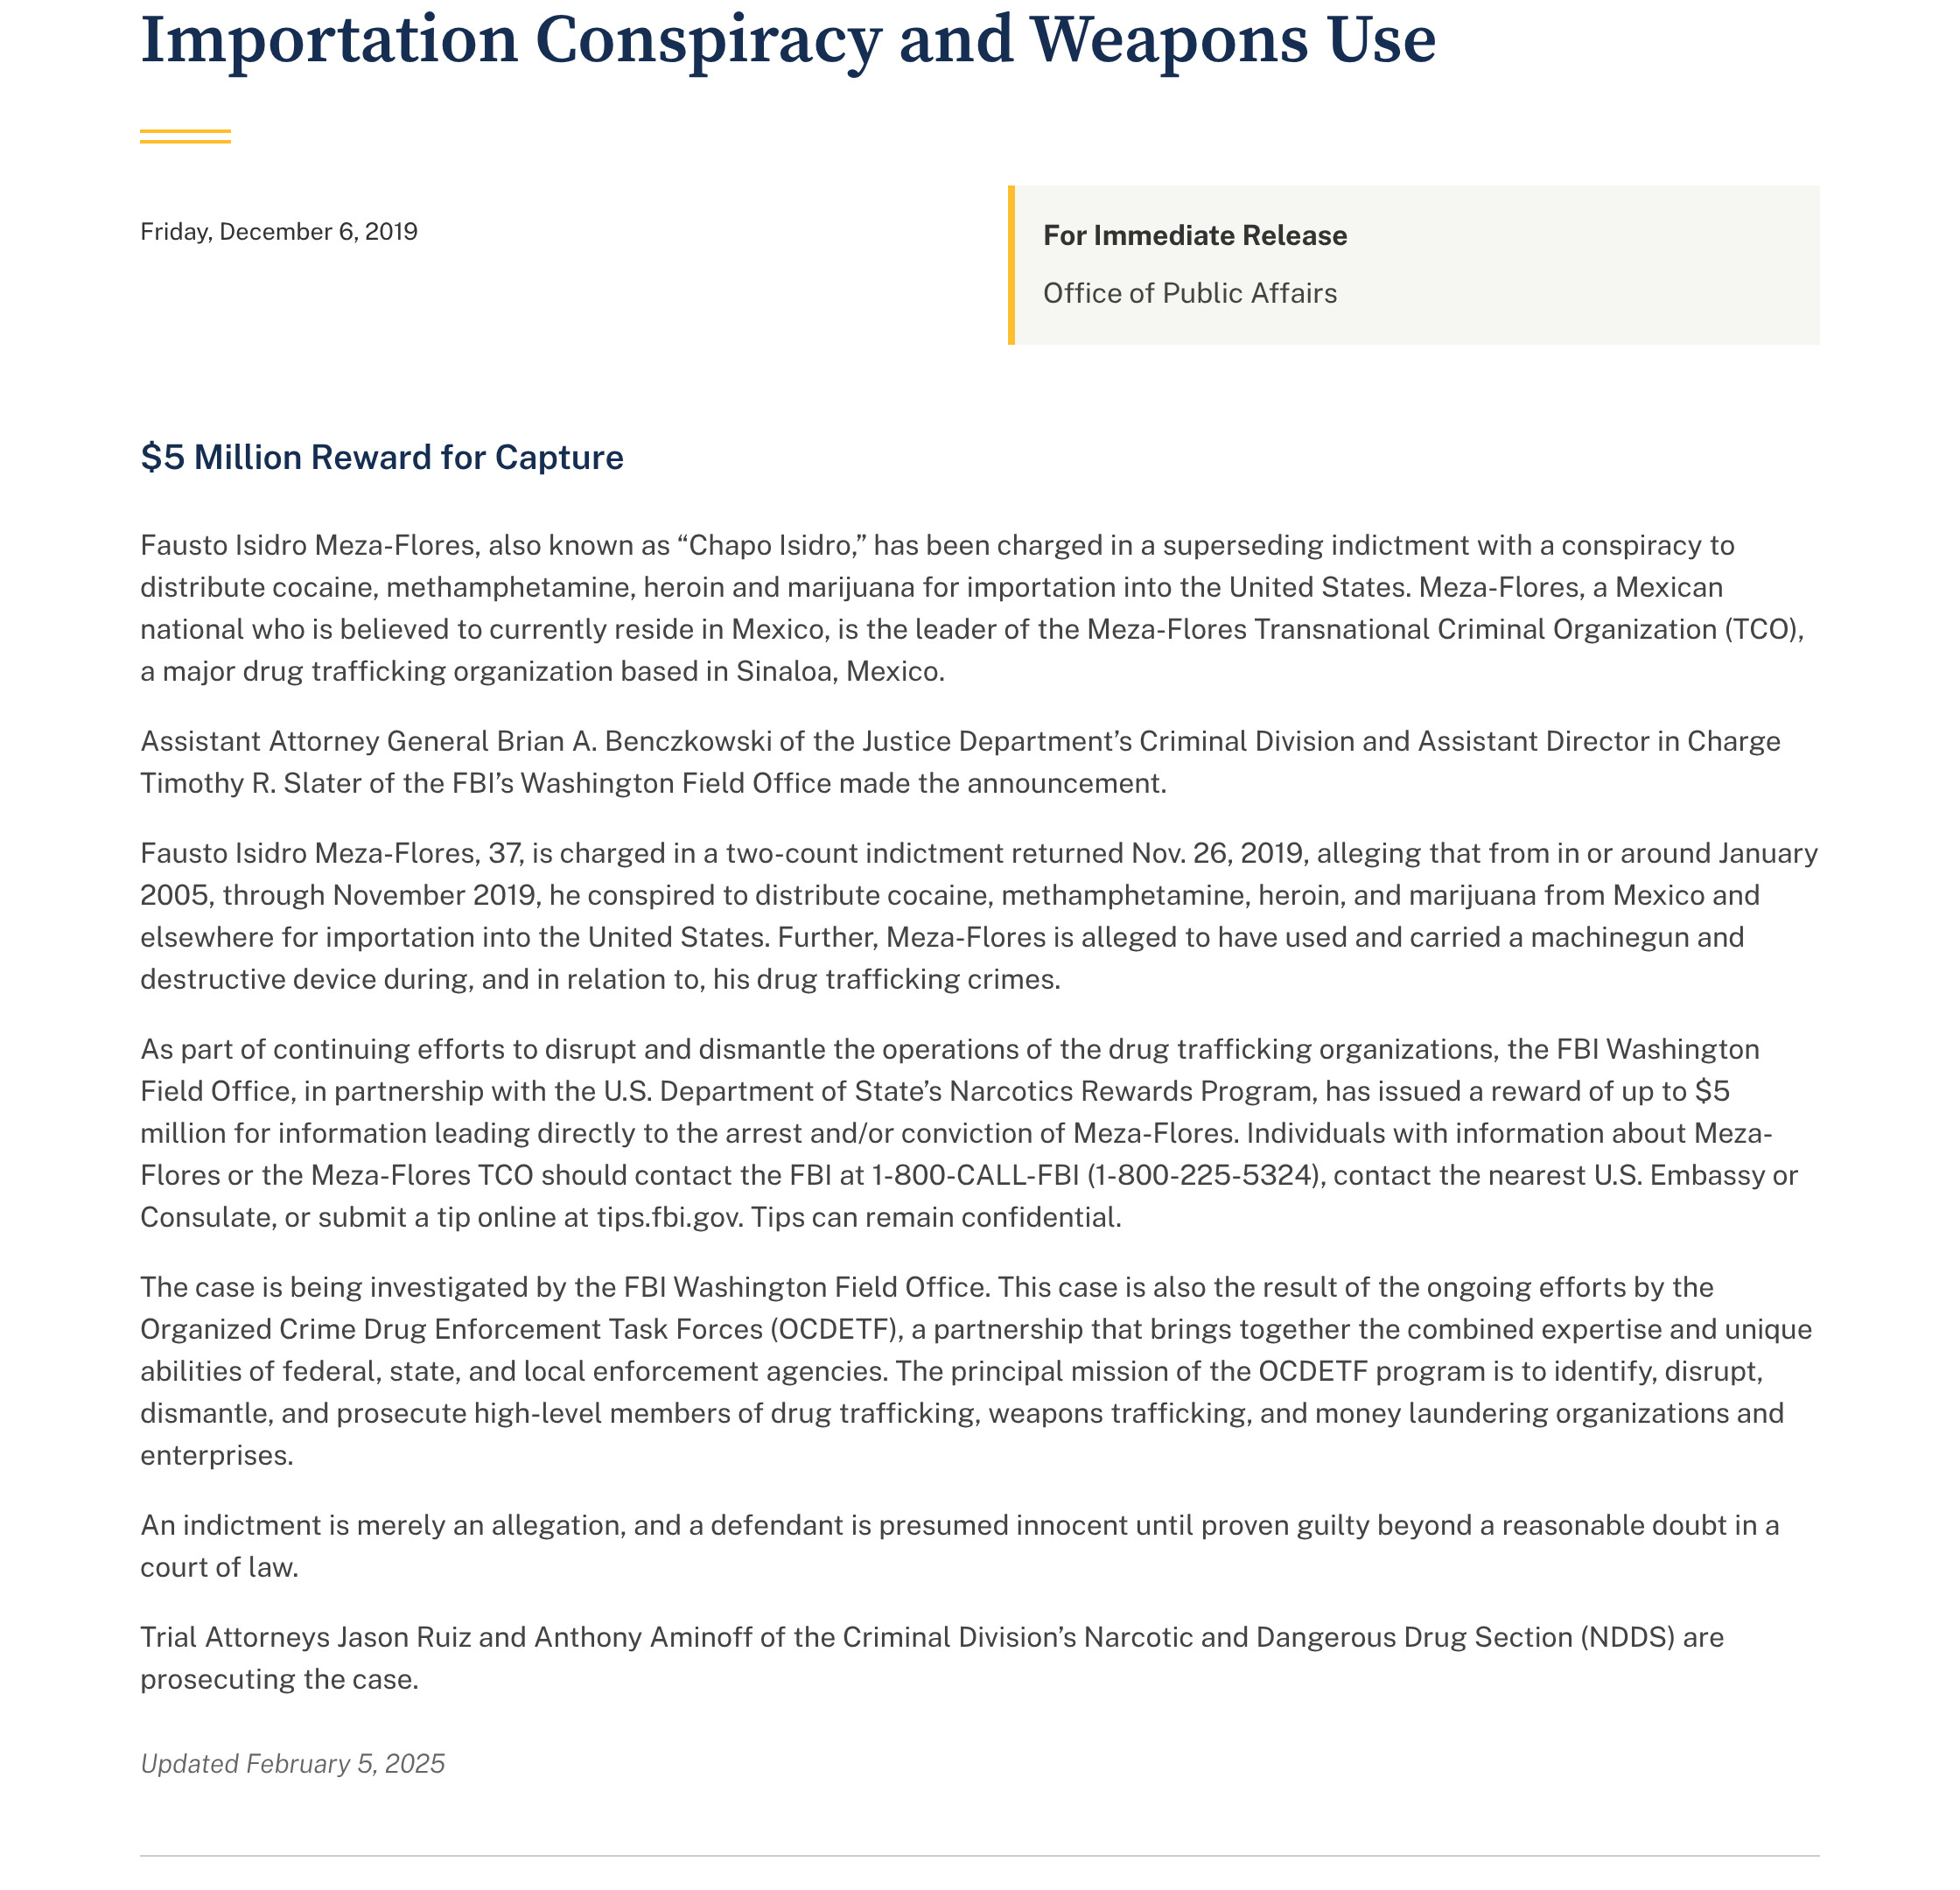 Importation Conspiracy and Weapons Use
Friday, December 6, 2019
For Immediate Release
Office of Public Affairs
$5 Million Reward for Capture
Fausto Isidro Meza-Flores, also known as “Chapo Isidro,” has been charged in a superseding indictment with a conspiracy to
distribute cocaine, methamphetamine, heroin and marijuana for importation into the United States. Meza-Flores, a Mexican
national who is believed to currently reside in Mexico, is the leader of the Meza-Flores Transnational Criminal Organization (TCO),
a major drug trafficking organization based in Sinaloa, Mexico.
Assistant Attorney General Brian A. Benczkowski of the Justice Department’s Criminal Division and Assistant Director in Charge
Timothy R. Slater of the FBI’s Washington Field Office made the announcement.
Fausto Isidro Meza-Flores, 37, is charged in a two-count indictment returned Nov. 26, 2019, alleging that from in or around January
2005, through November 2019, he conspired to distribute cocaine, methamphetamine, heroin, and marijuana from Mexico and
elsewhere for importation into the United States. Further, Meza-Flores is alleged to have used and carried a machinegun and
destructive device during, and in relation to, his drug trafficking crimes.
As part of continuing efforts to disrupt and dismantle the operations of the drug trafficking organizations, the FBI Washington
Field Office, in partnership with the U.S. Department of State’s Narcotics Rewards Program, has issued a reward of up to $5
million for information leading directly to the arrest and/or conviction of Meza-Flores. Individuals with information about Meza-
Flores or the Meza-Flores TCO should contact the FBI at 1-800-CALL-FBI (1-800-225-5324), contact the nearest U.S. Embassy or
Consulate, or submit a tip online at tips.fbi.gov. Tips can remain confidential.
The case is being investigated by the FBI Washington Field Office. This case is also the result of the ongoing efforts by the
Organized Crime Drug Enforcement Task Forces (OCDETF), a partnership that brings together the combined expertise and unique
abilities of federal, state, and local enforcement agencies. The principal mission of the OCDETF program is to identify, disrupt,
dismantle, and prosecute high-level members of drug trafficking, weapons trafficking, and money laundering organizations and
enterprises.
An indictment is merely an allegation, and a defendant is presumed innocent until proven guilty beyond a reasonable doubt in a
court of law.
Trial Attorneys Jason Ruiz and Anthony Aminoff of the Criminal Division’s Narcotic and Dangerous Drug Section (NDDS) are
prosecuting the case.
Updated February 5, 2025